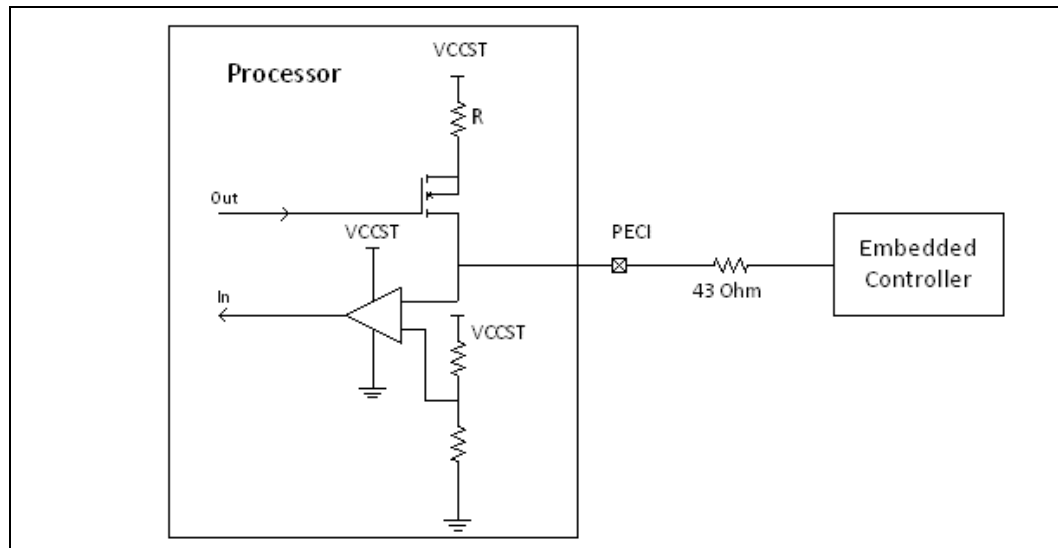 VCCST
Processor
R
Out
VCCST
PECI
Embedded
Controller
43 Ohm
In
VCCST